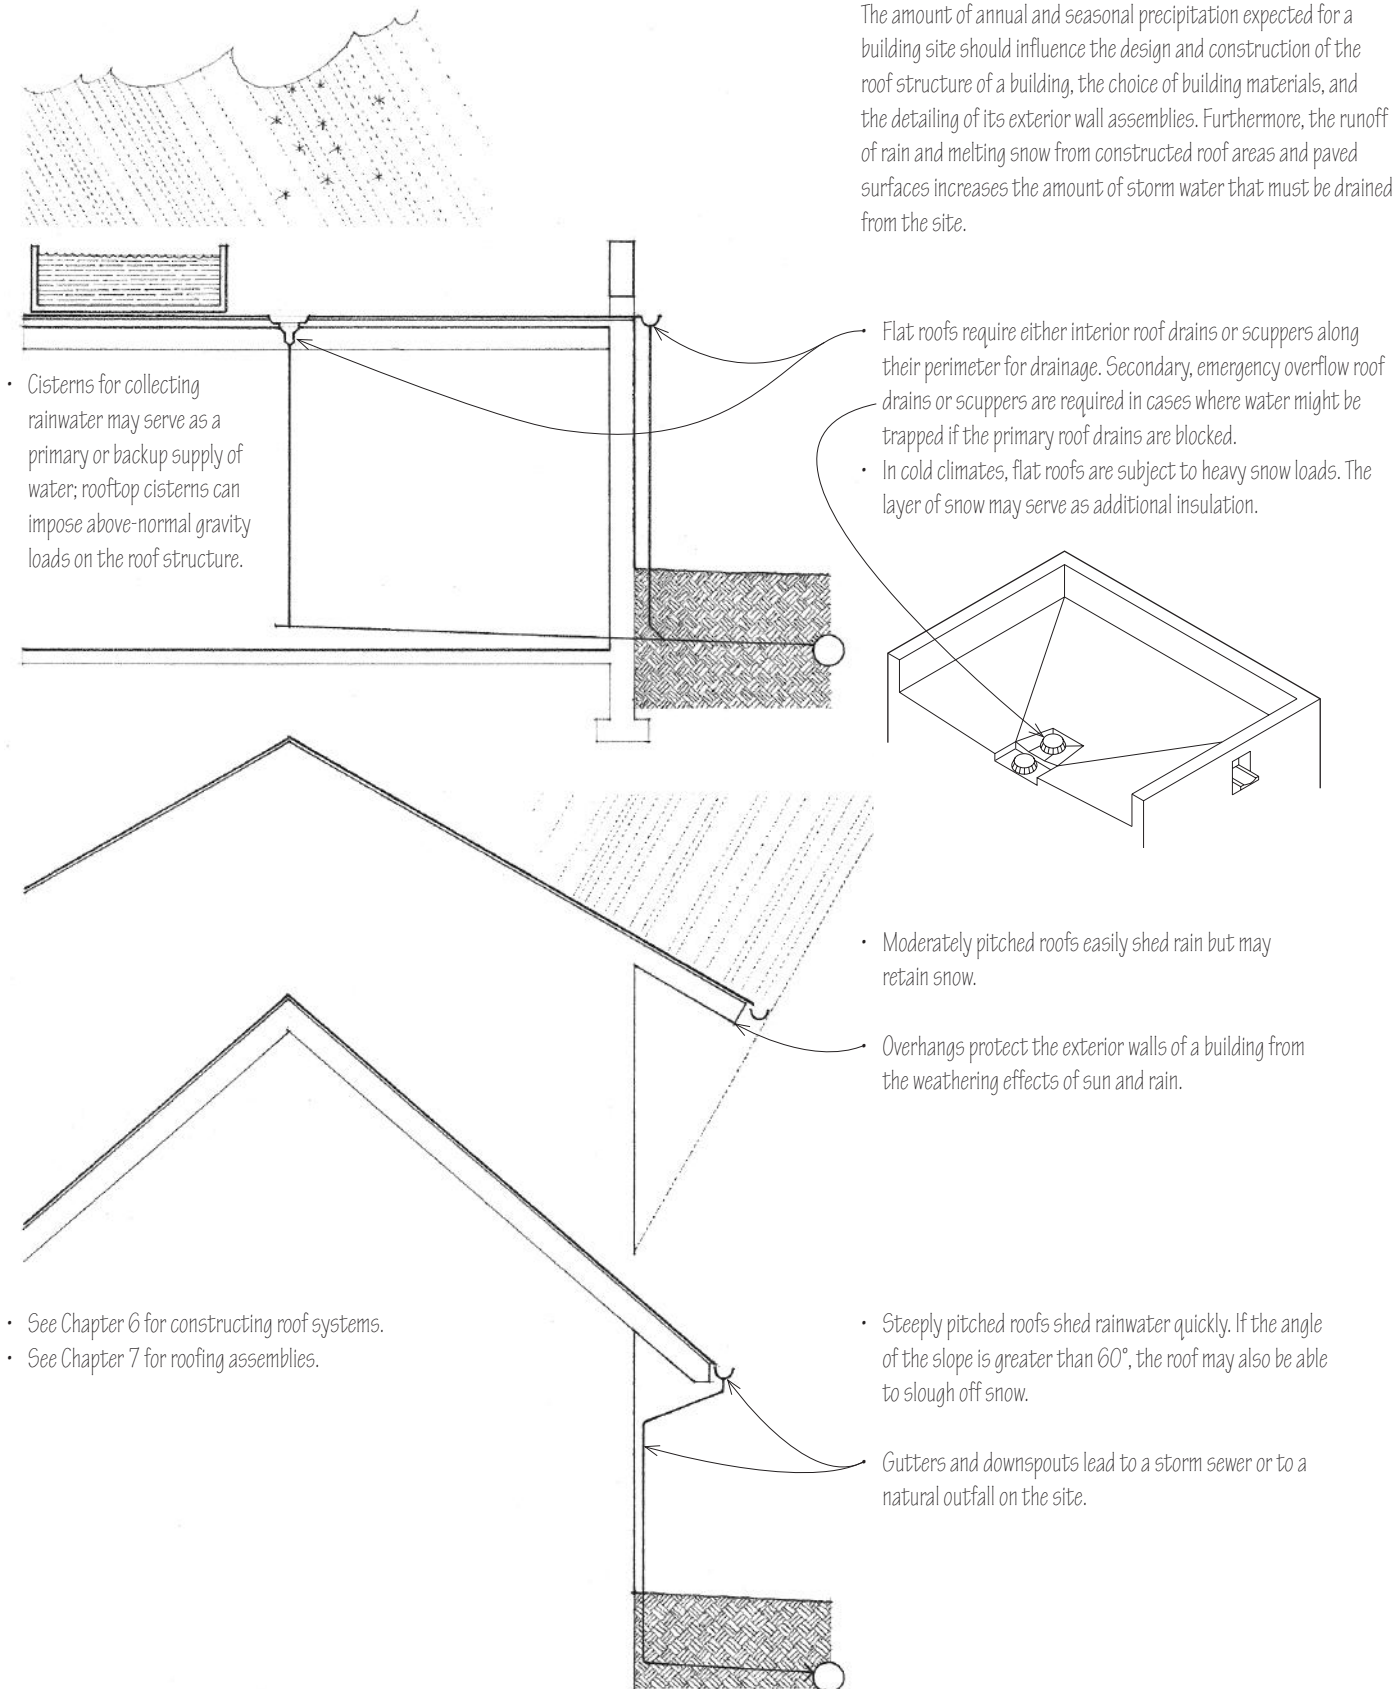 The amount of annual and seasonal precipitation expected for a
building site should influence the design and construction of the
roof structure of a building, the choice of building materials, and
the detailing of its exterior wall assemblies. Furthermore, the runoff
of rain and melting snow from constructed roof areas and paved
surfaces increases the amount of storm water that must be drained
from the site.
• Flat roofs require either interior roof drains or scuppers along
their perimeter for drainage. Secondary, emergency overflow roof
drains or scuppers are required in cases where water might be
trapped if the primary roof drains are blocked.
• In cold climates, flat roofs are subject to heavy snow loads. The
layer of snow may serve as additional insulation.
• Cisterns for collecting
rainwater may serve as a
primary or backup supply of
water; rooftop cisterns can
impose above-normal gravity
loads on the roof structure.
• Moderately pitched roofs easily shed rain but may
retain snow.
• Overhangs protect the exterior walls of a building from
the weathering effects of sun and rain.
• See Chapter 6 for constructing roof systems.
• See Chapter 7 for roofing assemblies.
• Steeply pitched roofs shed rainwater quickly. If the angle
of the slope is greater than 60°, the roof may also be able
to slough off snow.
• Gutters and downspouts lead to a storm sewer or to a
natural outfall on the site.